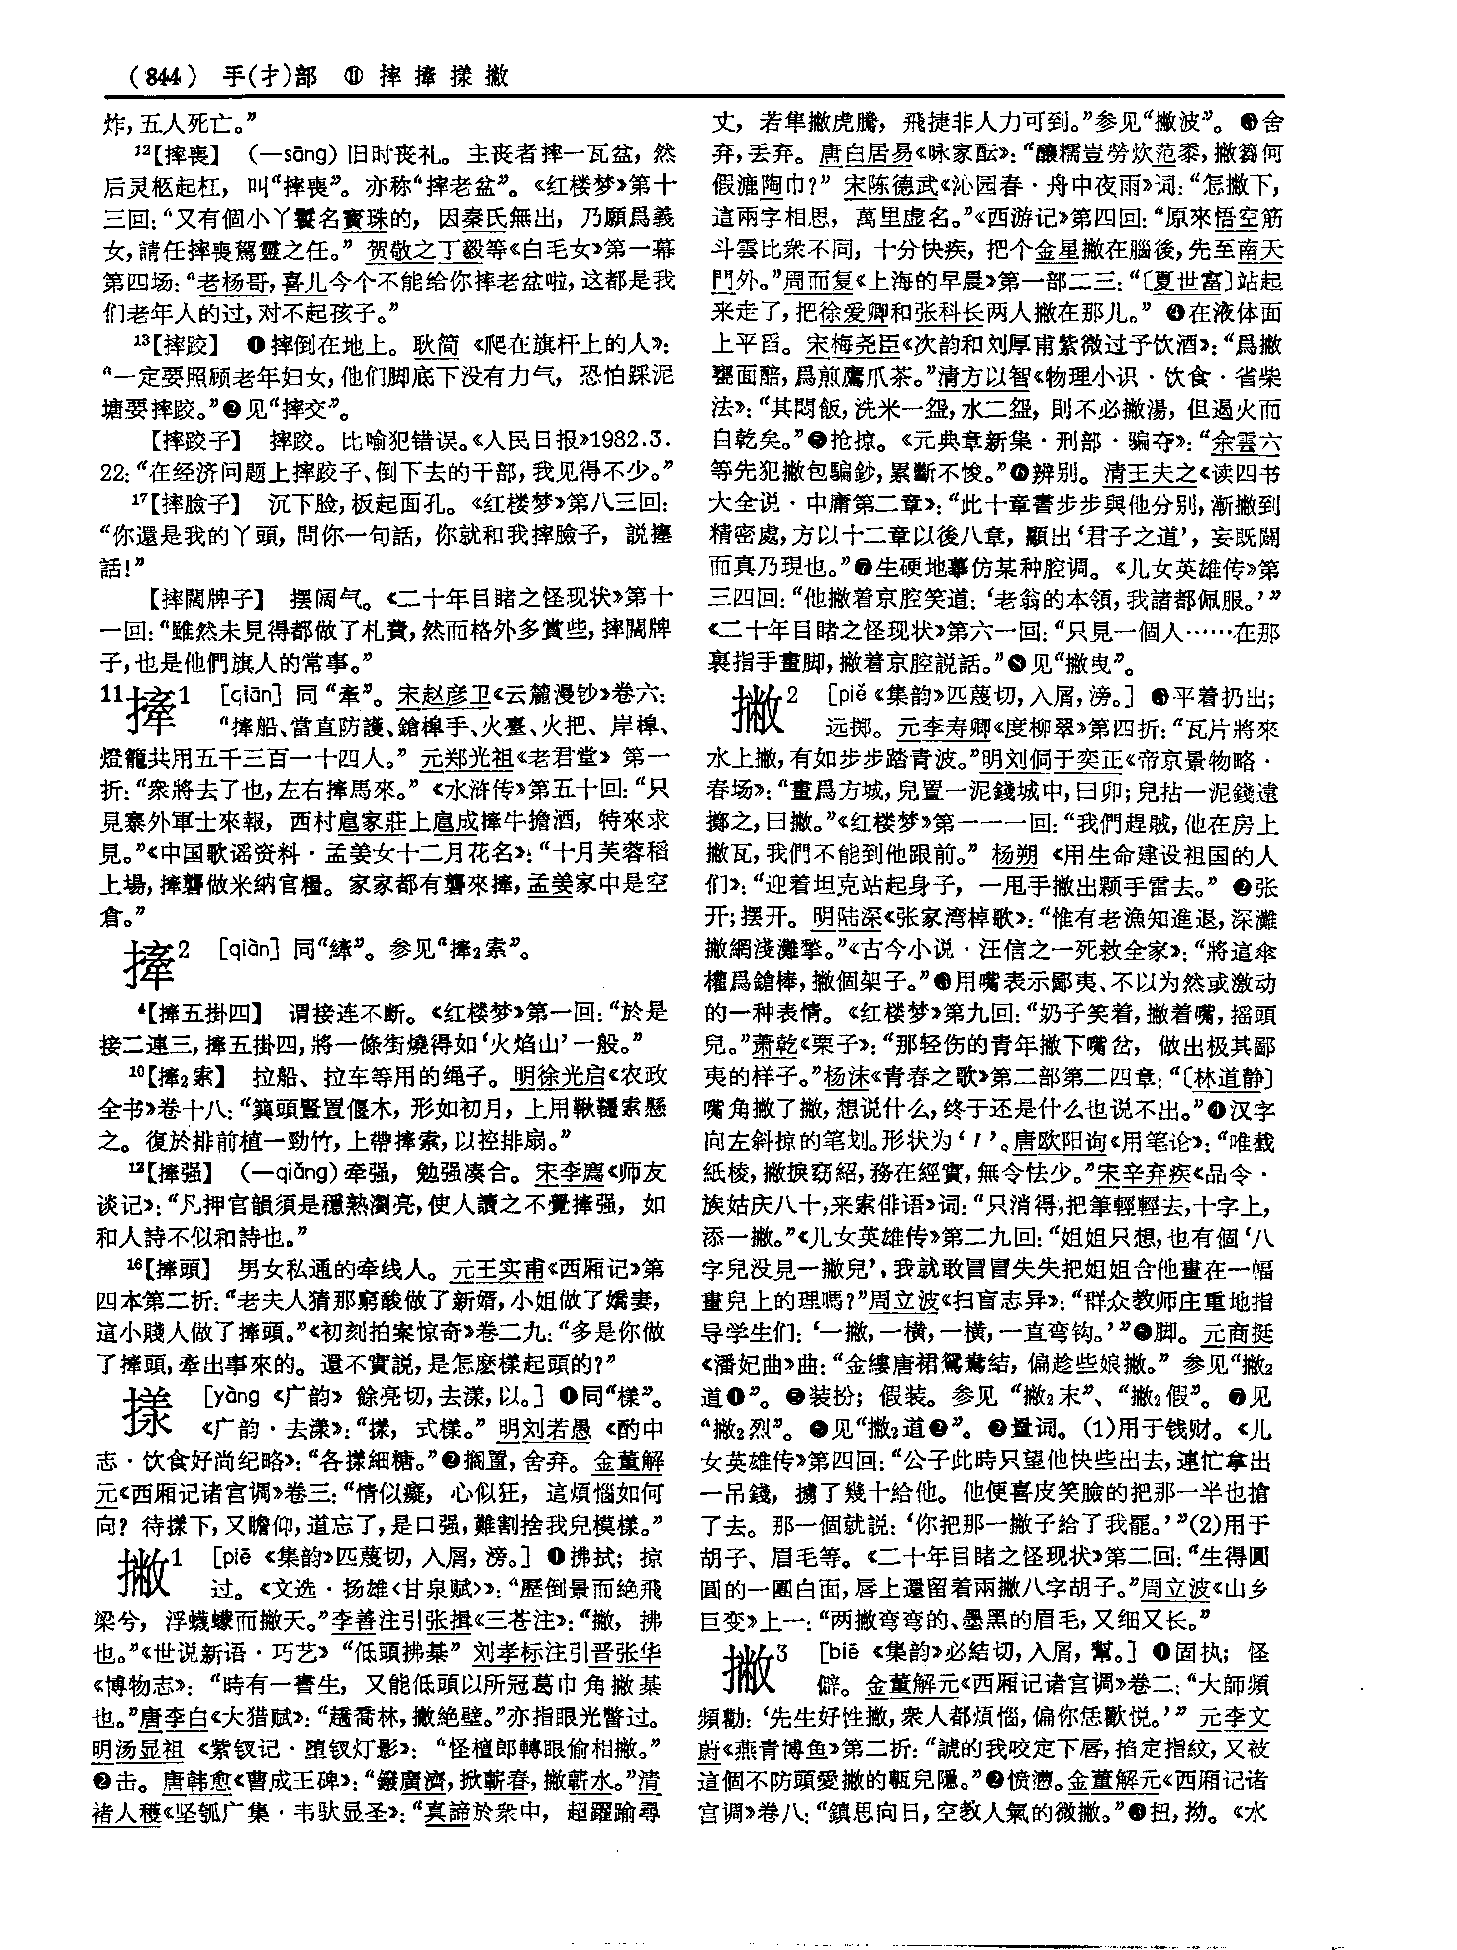 (844) 手(扌)部 ⑪ 摔摼㨾撇
炸，五人死亡。”
12【摔喪】 (—sāng)旧时丧礼。主丧者摔一瓦盆，然
后灵柩起杠，叫“摔喪”。亦称“摔老盆”。《红楼梦》第十
三回：“又有個小丫鬟名寳珠的，因秦氏無出，乃願爲義
女，請任摔喪駕靈之任。”贺敬之丁毅等《白毛女》第一幕
第四场：“老杨哥，喜儿今个不能给你摔老盆啦，这都是我
们老年人的过，对不起孩子。”
13【摔跤】 ❶摔倒在地上。耿简《爬在旗杆上的人》：
“一定要照顾老年妇女，他们脚底下没有力气，恐怕踩泥
塘要摔跤。”❷见“摔交”。
【摔跤子】 摔跤。比喻犯错误。《人民日报》1982.3.
22：“在经济问题上摔跤子、倒下去的干部，我见得不少。”
17【摔臉子】 沉下脸，板起面孔。《红楼梦》第八三回：
“你還是我的丫頭，問你一句話，你就和我摔臉子，説
話！”
【摔闊牌子】 摆阔气。《二十年目睹之怪现状》第十
一回：“雖然未見得都做了札費，然而格外多賞些，摔闊牌
子，也是他們旗人的常事。”
11撁1 [qiān]同“牽”。宋赵彦卫《云麓漫钞》卷六：
“撁船、當直防護、鎗槔手、火臺、火把、岸槔、
燈籠共用五千三百一十四人。”元郑光祖《老君堂》第一
折：“衆將去了也，左右撁馬來。”《水浒传》第五十回：“只
見寨外軍士來報，西村扈家莊上扈成撁牛擔酒，特來求
見。”《中国歌谣资料·孟姜女十二月花名》：“十月芙蓉稻
上場，撁礱做米納官糧。家家都有礱來撁，孟姜家中是空
倉。”
撁2 [qiàn]同“縴”。参见“撁2索”。
4【撁五掛四】 谓接连不断。《红楼梦》第一回：“於是
接二連三，撁五掛四，將一條街燒得如‘火焰山’一般。”
10【撁2索】 拉船、拉车等用的绳子。明徐光启《农政
全书》卷十八：“簨頭豎置偃木，形如初月，上用鞦韆索懸
之。復於排前植一勁竹，上帶撁索，以控排扇。”
12【撁强】 (—qiǎng)牵强，勉强凑合。宋李廌《师友
谈记》：“凡押官韻須是穩熟瀏亮，使人讀之不覺撁强，如
和人詩不似和詩也。”
16【撁頭】 男女私通的牵线人。元王实甫《西厢记》第
四本第二折：“老夫人猜那窮酸做了新婿，小姐做了嬌妻，
這小賤人做了撁頭。”《初刻拍案惊奇》卷二九：“多是你做
了撁頭，牽出事來的。還不實説，是怎麽樣起頭的？”
㨾 [yàng《广韵》餘亮切，去漾，以。] ❶同“樣”。
《广韵·去漾》：“㨾，式樣。”明刘若愚《酌中
志·饮食好尚纪略》：“各㨾細糖。”❷搁置，舍弃。金董解
元《西厢记诸宫调》卷三：“情似癡，心似狂，這煩惱如何
向？待㨾下，又瞻仰，道忘了，是口强，難割捨我兒模樣。”
撇1 [piē《集韵》匹蔑切，入屑，滂。] ❶拂拭；掠
过。《文选·扬雄〈甘泉赋〉》：“歷倒景而絶飛
梁兮，浮蠛蠓而撇天。”李善注引张揖《三苍注》：“撇，拂
也。”《世说新语·巧艺》“低頭拂棊”刘孝标注引晋张华
《博物志》：“時有一書生，又能低頭以所冠葛巾角撇棊
也。”唐李白《大猎赋》：“趫喬林，撇絶壁。”亦指眼光瞥过。
明汤显祖《紫钗记·堕钗灯影》：“怪檀郎轉眼偷相撇。”
❷击。唐韩愈《曹成王碑》：“鏺廣濟，掀蘄春，撇蘄水。”清
褚人穫《坚瓠广集·韦驮显圣》：“真諦於衆中，超躍踰尋
丈，若隼撇虎騰，飛捷非人力可到。”参见“撇波”。❸舍
弃，丢弃。唐白居易《咏家酝》：“釀糯豈勞炊范黍，撇篘何
假漉陶巾？”宋陈德武《沁园春·舟中夜雨》词：“怎撇下，
這兩字相思，萬里虚名。”《西游记》第四回：“原來悟空筋
斗雲比衆不同，十分快疾，把个金星撇在腦後，先至南天
門外。”周而复《上海的早晨》第一部二三：“〔夏世富〕站起
来走了，把徐爱卿和张科长两人撇在那儿。”❹在液体面
上平舀。宋梅尧臣《次韵和刘厚甫紫微过予饮酒》：“爲撇
甕面醅，爲煎鷹爪茶。”清方以智《物理小识·饮食·省柴
法》：“其悶飯，洗米一盌，水二盌，則不必撇湯，但過火而
白乾矣。”❺抢掠。《元典章新集·刑部·骗夺》：“余雲六
等先犯撇包騙鈔，累斷不悛。”❻辨别。清王夫之《读四书
大全说·中庸第二章》：“此十章書步步與他分别，漸撇到
精密處，方以十二章以後八章，顯出‘君子之道’，妄既闢
而真乃現也。”❼生硬地摹仿某种腔调。《儿女英雄传》第
三四回：“他撇着京腔笑道：‘老翁的本領，我諸都佩服。’”
《二十年目睹之怪现状》第六一回：“只見一個人……在那
裏指手畫脚，撇着京腔説話。”❽见“撇曳”。
撇2 [piě《集韵》匹蔑切，入屑，滂。] ❶平着扔出；
远掷。元李寿卿《度柳翠》第四折：“瓦片將來
水上撇，有如步步踏青波。”明刘侗于奕正《帝京景物略·
春场》：“畫爲方城，兒置一泥錢城中，曰卯；兒拈一泥錢遠
擲之，曰撇。”《红楼梦》第一一一回：“我們趕賊，他在房上
撇瓦，我們不能到他跟前。”杨朔《用生命建设祖国的人
们》：“迎着坦克站起身子，一甩手撇出颗手雷去。”❷张
开；摆开。明陆深《张家湾棹歌》：“惟有老漁知進退，深灘
撇網淺灘撑。”《古今小说·汪信之一死救全家》：“將這傘
權爲鎗棒，撇個架子。”❸用嘴表示鄙夷、不以为然或激动
的一种表情。《红楼梦》第九回：“奶子笑着，撇着嘴，摇頭
兒。”萧乾《栗子》：“那轻伤的青年撇下嘴岔，做出极其鄙
夷的样子。”杨沫《青春之歌》第二部第二四章：“〔林道静〕
嘴角撇了撇，想说什么，终于还是什么也说不出。”❹汉字
向左斜掠的笔划。形状为‘丿’。唐欧阳询《用笔论》：“唯截
紙棱，撇捩窈紹，務在經實，無令怯少。”宋辛弃疾《品令·
族姑庆八十，来索俳语》词：“只消得，把筆輕輕去，十字上，
添一撇。”《儿女英雄传》第二九回：“姐姐只想，也有個‘八
字兒没見一撇兒’，我就敢冒冒失失把姐姐合他畫在一幅
畫兒上的理嗎？”周立波《扫盲志异》：“群众教师庄重地指
导学生们：‘一撇，一横，一横，一直弯钩。’”❺脚。元商挺
《潘妃曲》曲：“金缕唐裙鴛鴦結，偏趁些娘撇。”参见“撇2
道❶”。❻装扮；假装。参见“撇2末”、“撇2假”。❼见
“撇2烈”。❽见“撇2道❷”。❾量词。(1)用于钱财。《儿
女英雄传》第四回：“公子此時只望他快些出去，連忙拿出
一吊錢，擄了幾十給他。他便喜皮笑臉的把那一半也搶
了去。那一個就説：‘你把那一撇子給了我罷。’”(2)用于
胡子、眉毛等。《二十年目睹之怪现状》第二回：“生得圓
圓的一團白面，唇上還留着兩撇八字胡子。”周立波《山乡
巨变》上一：“两撇弯弯的、墨黑的眉毛，又细又长。”
撇3 [biē《集韵》必結切，入屑，幫。] ❶固执；怪
僻。金董解元《西厢记诸宫调》卷二：“大師頻
頻勸：‘先生好性撇，衆人都煩惱，偏你恁歡悦。’”元李文
蔚《燕青博鱼》第二折：“諕的我咬定下唇，掐定指紋，又被
這個不防頭愛撇的甎兒隱。”❷愤懑。金董解元《西厢记诸
宫调》卷八：“鎮思向日，空教人氣的微撇。”❸扭，拗。《水